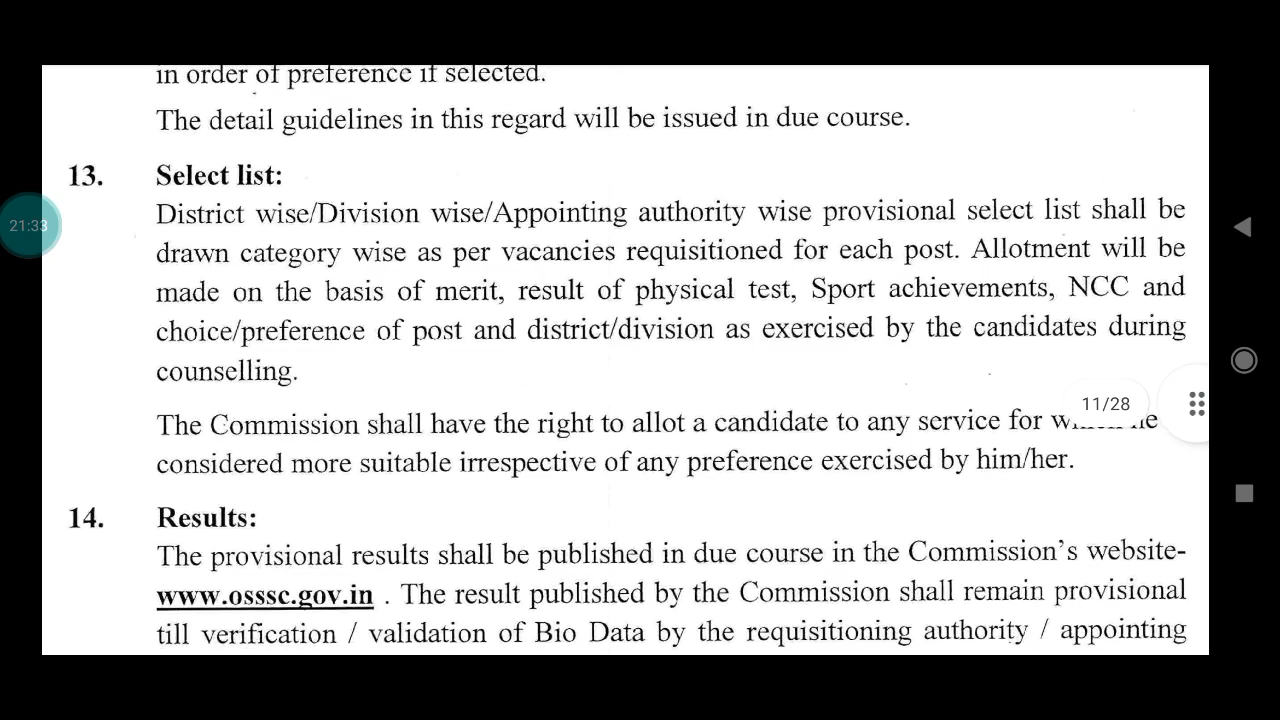 in order of preference if selected.
The detail guidelines in this regard will be issued in due course.
13. Select list:
District wise/Division wise/Appointing authority wise provisional select list shall be
drawn category wise as per vacancies requisitioned for each post. Allotment will be
made on the basis of merit, result of physical test, Sport achievements, NCC and
choice/preference of post and district/division as exercised by the candidates during
counselling.
The Commission shall have the right to allot a candidate to any service for
considered more suitable irrespective of any preference exercised by him/her.
14. Results:
The provisional results shall be published in due course in the Commission's website-
www.osssc.gov.in . The result published by the Commission shall remain provisional
till verification / validation of Bio Data by the requisitioning authority / appointing
21:33
11/28